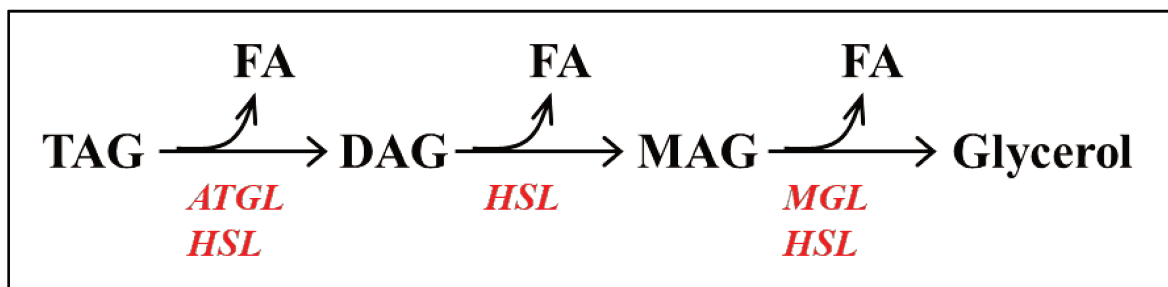 FA FA FA
TAG DAG MAG Glycerol
ATGL HSL MGL
HSL HSL